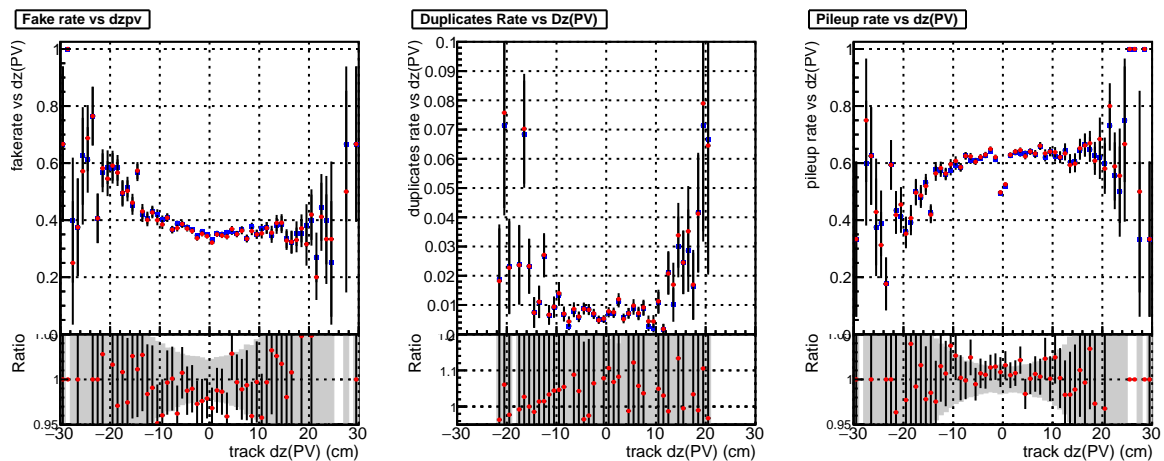 Fake rate vs dzpv
fakerate vs dz(PV)
1
0.8
0.6
0.4
0.2
0
Ratio
1
0.95
−30 −20 −10 0 10 20 30
track dz(PV) (cm)
Duplicates Rate vs Dz(PV)
duplicates rate vs dz(PV)
0.1
0.09
0.08
0.07
0.06
0.05
0.04
0.03
0.02
0.01
0
Ratio
1.1
1
−30 −20 −10 0 10 20 30
track dz(PV) (cm)
Pileup rate vs dz(PV)
pileup rate vs dz(PV)
1
0.8
0.6
0.4
0.2
0
Ratio
1
0.95
−30 −20 −10 0 10 20 30
track dz(PV) (cm)